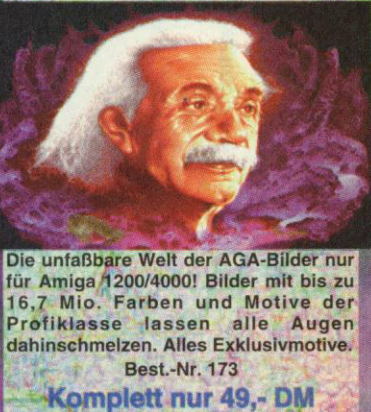 Die unfaßbare Welt der AGA-Bilder nur
für Amiga 1200/4000! Bilder mit bis zu
16,7 Mio. Farben und Motive der
Profiklasse lassen alle Augen
dahinschmelzen. Alles Exklusivmotive.
Best.-Nr. 173
Komplett nur 49,- DM